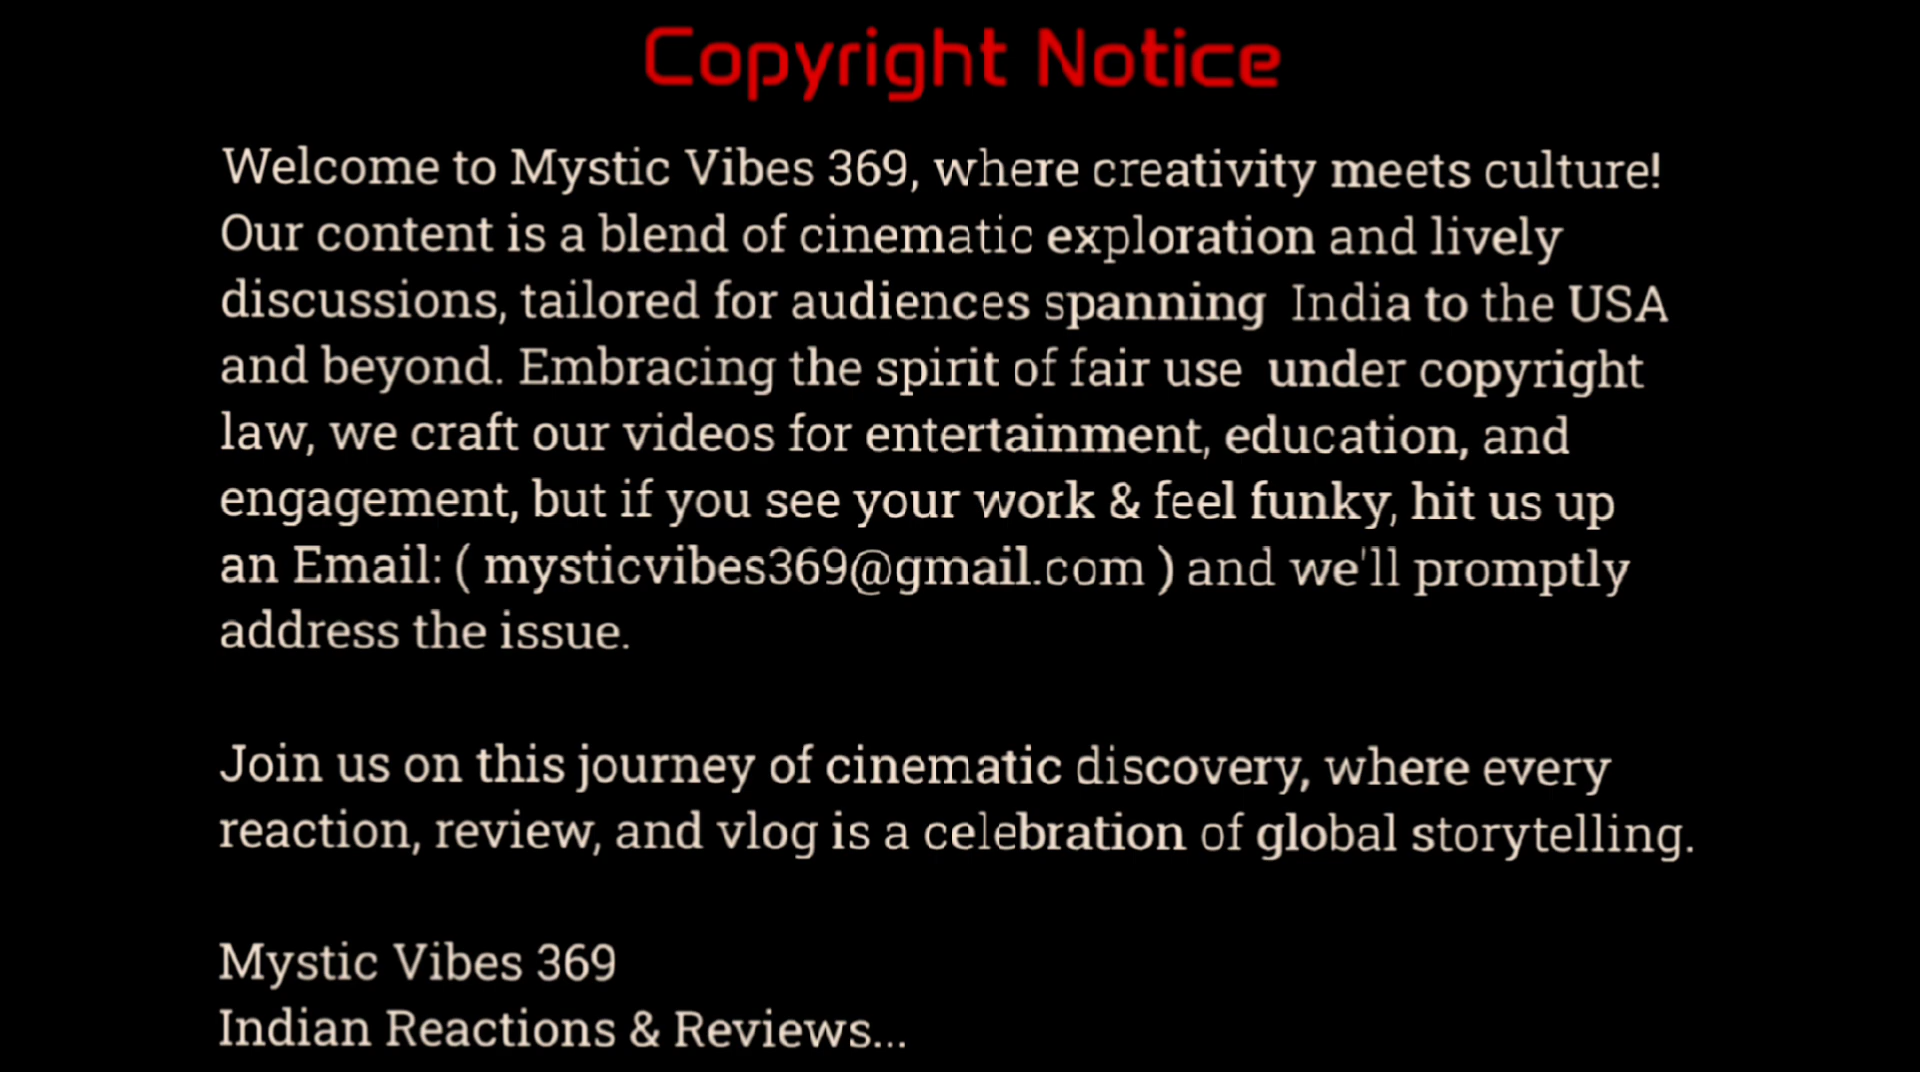 Copyright Notice
Welcome to Mystic Vibes 369, where creativity meets culture!
Our content is a blend of cinematic exploration and lively
discussions, tailored for audiences spanning  India to the USA
and beyond. Embracing the spirit of fair use  under copyright
law, we craft our videos for entertainment, education, and
engagement, but if you see your work & feel funky, hit us up
an Email: ( mysticvibes369@gmail.com ) and we'll promptly
address the issue.
Join us on this journey of cinematic discovery, where every
reaction, review, and vlog is a celebration of global storytelling.
Mystic Vibes 369
Indian Reactions & Reviews...